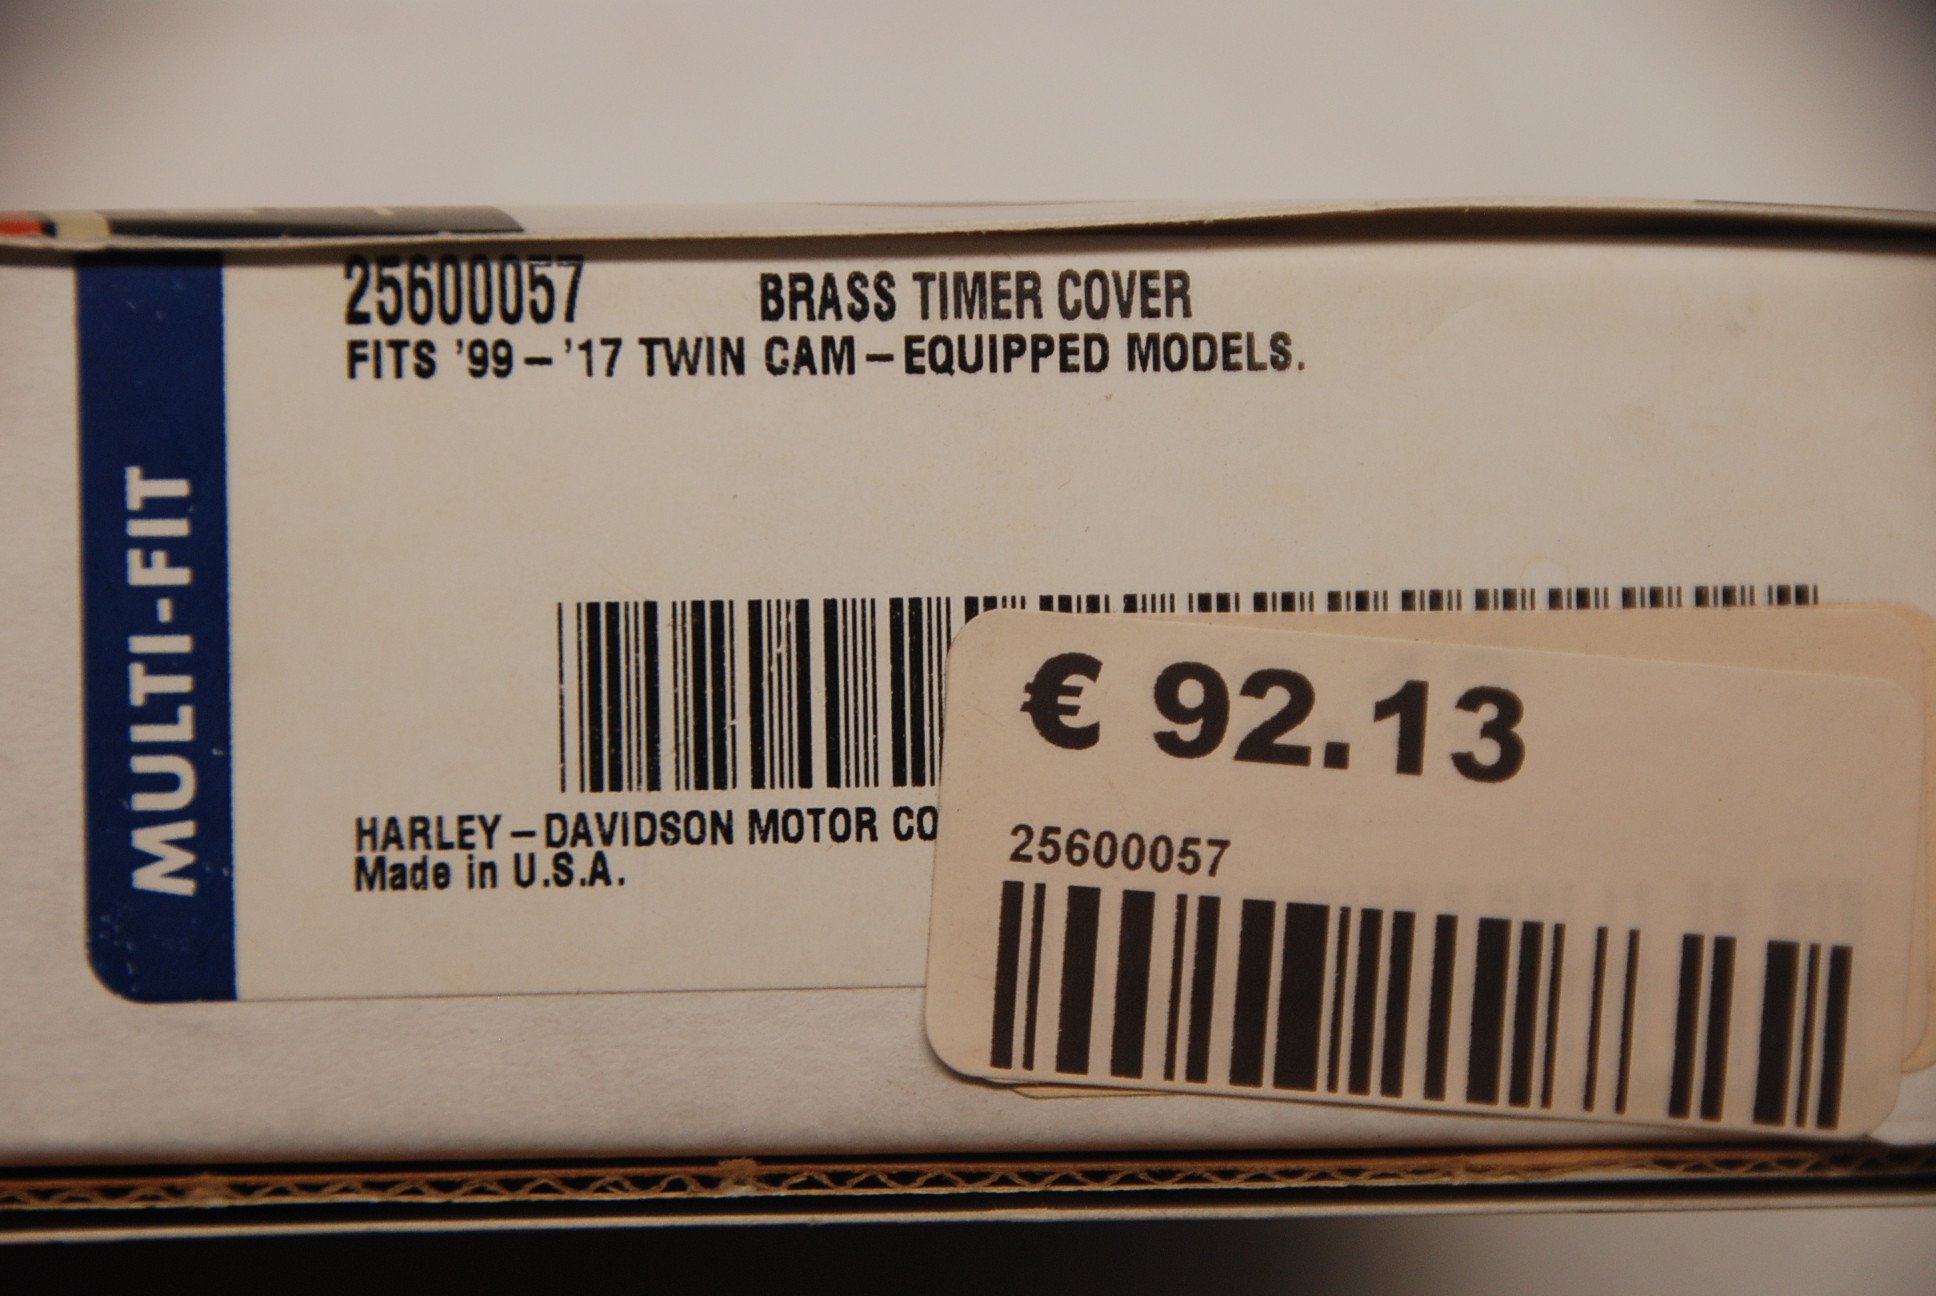 25600057 BRASS TIMER COVER
FITS '99-'17 TWIN CAM-EQUIPPED MODELS.
MULTI-FIT
HARLEY-DAVIDSON MOTOR CO
Made in U.S.A.
€ 92.13
25600057